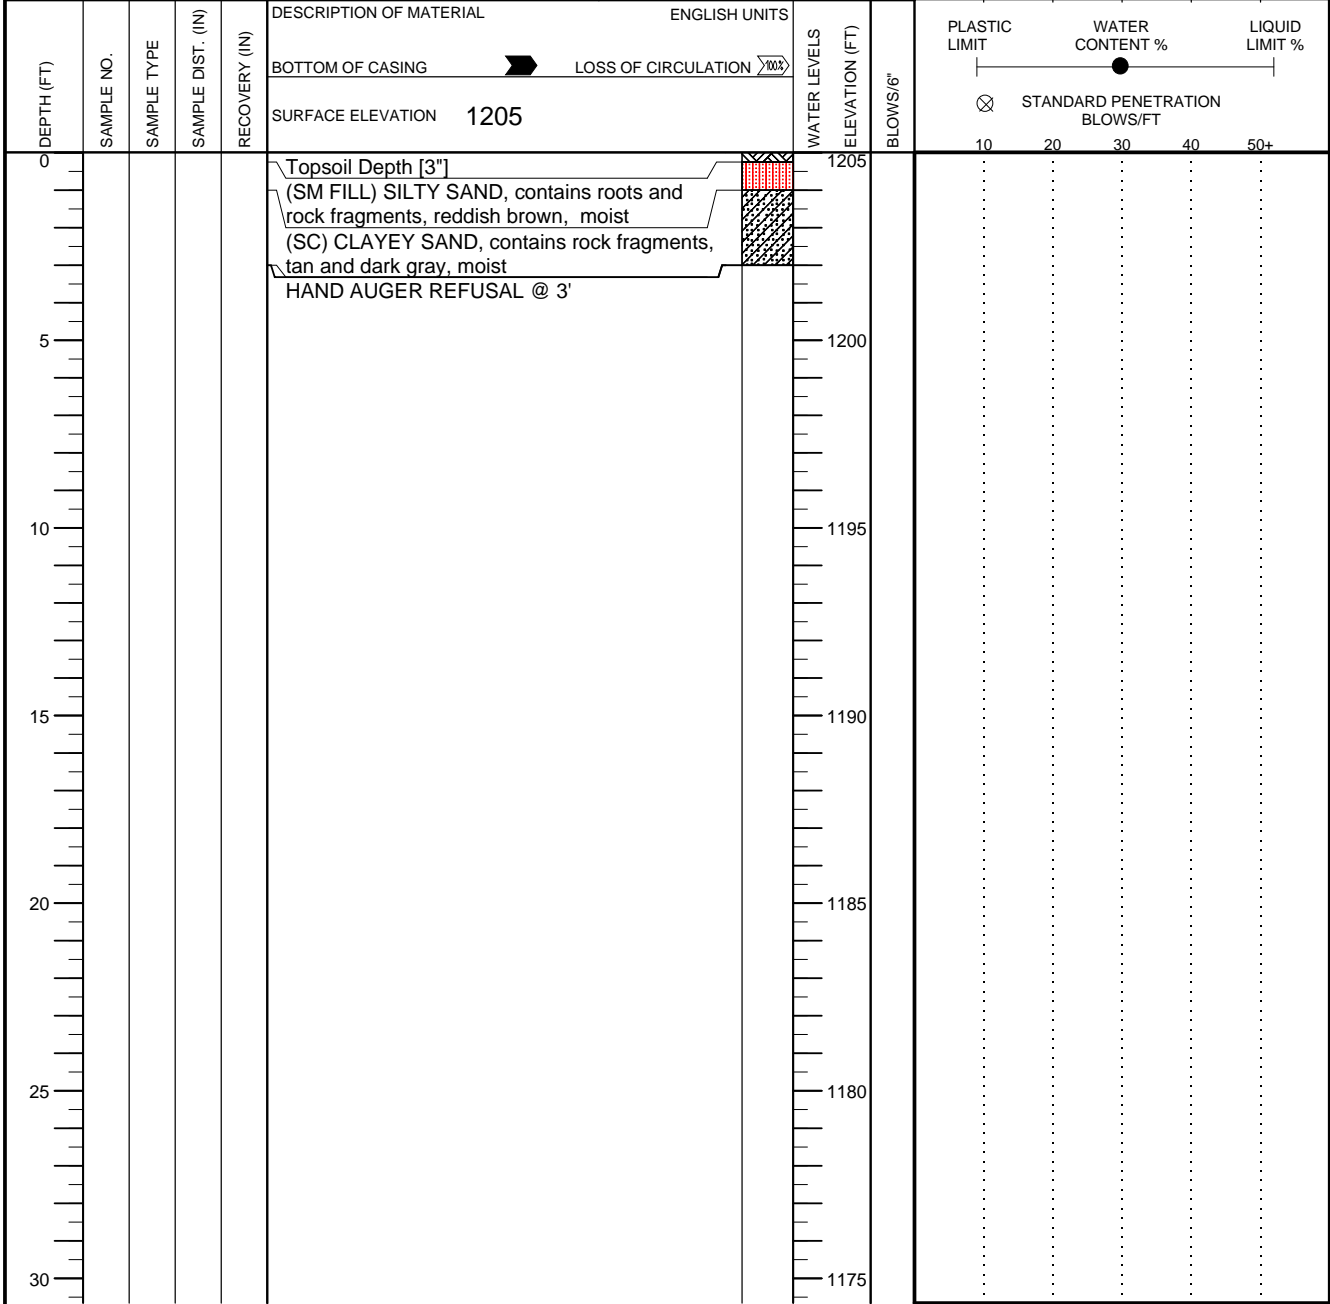 DESCRIPTION OF MATERIAL ENGLISH UNITS
BOTTOM OF CASING LOSS OF CIRCULATION 100%
SURFACE ELEVATION 1205
DEPTH (FT)
SAMPLE NO.
SAMPLE TYPE
SAMPLE DIST. (IN)
RECOVERY (IN)
WATER LEVELS
ELEVATION (FT)
BLOWS/6"
PLASTIC LIMIT
WATER CONTENT %
LIQUID LIMIT %
STANDARD PENETRATION
BLOWS/FT
10 20 30 40 50+
0 1205
Topsoil Depth [3"]
(SM FILL) SILTY SAND, contains roots and
rock fragments, reddish brown, moist
(SC) CLAYEY SAND, contains rock fragments,
tan and dark gray, moist
HAND AUGER REFUSAL @ 3'
5 1200
10 1195
15 1190
20 1185
25 1180
30 1175